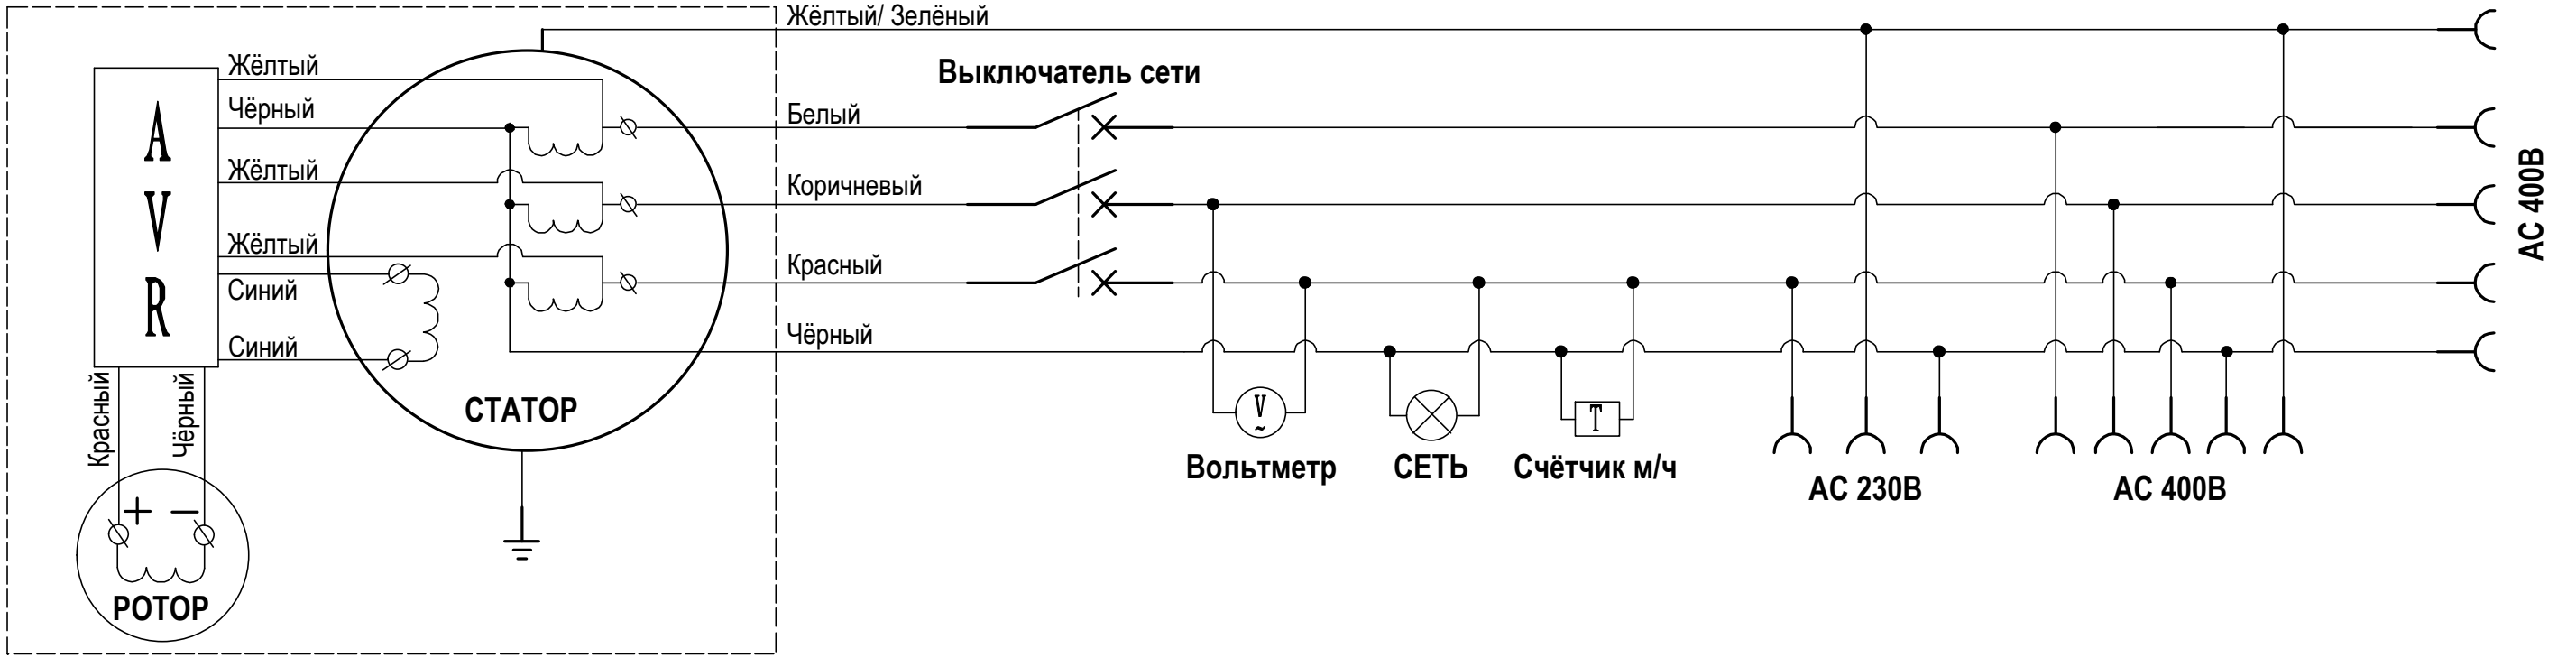 Жёлтый/ Зелёный
Жёлтый
Выключатель сети
Чёрный
Белый
A
V
R
Жёлтый
Коричневый
AC 400В
Жёлтый
Красный
Синий
Чёрный
Синий
Красный
Чёрный
СТАТОР
V
~
T
Вольтметр
СЕТЬ
Счётчик м/ч
AC 230В
AC 400В
+ −
РОТОР